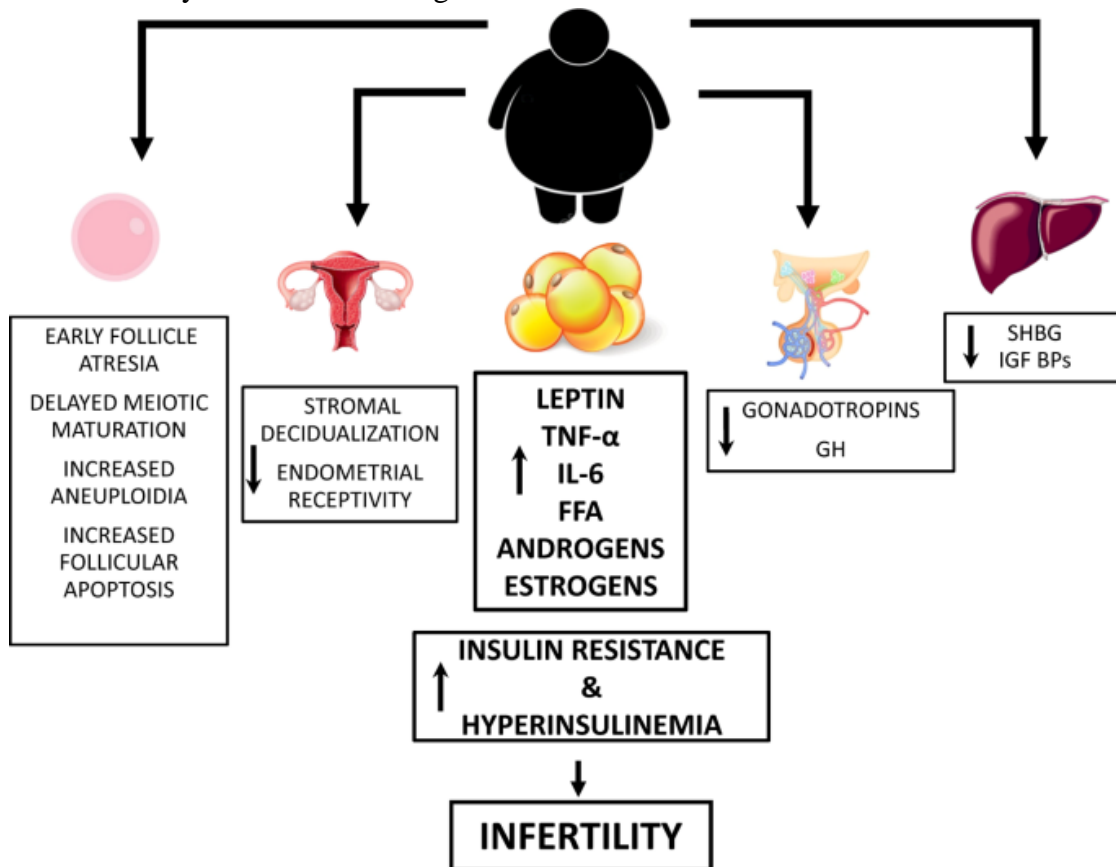 EARLY FOLLICLE
ATRESIA
DELAYED MEIOTIC
MATURATION
INCREASED
ANEUPLOIDIA
INCREASED
FOLLICULAR
APOPTOSIS
STROMAL
DECIDUALIZATION
ENDOMETRIAL
RECEPTIVITY
LEPTIN
TNF-α
IL-6
FFA
ANDROGENS
ESTROGENS
GONADOTROPINS
GH
SHBG
IGF BPs
INSULIN RESISTANCE
&
HYPERINSULINEMIA
INFERTILITY